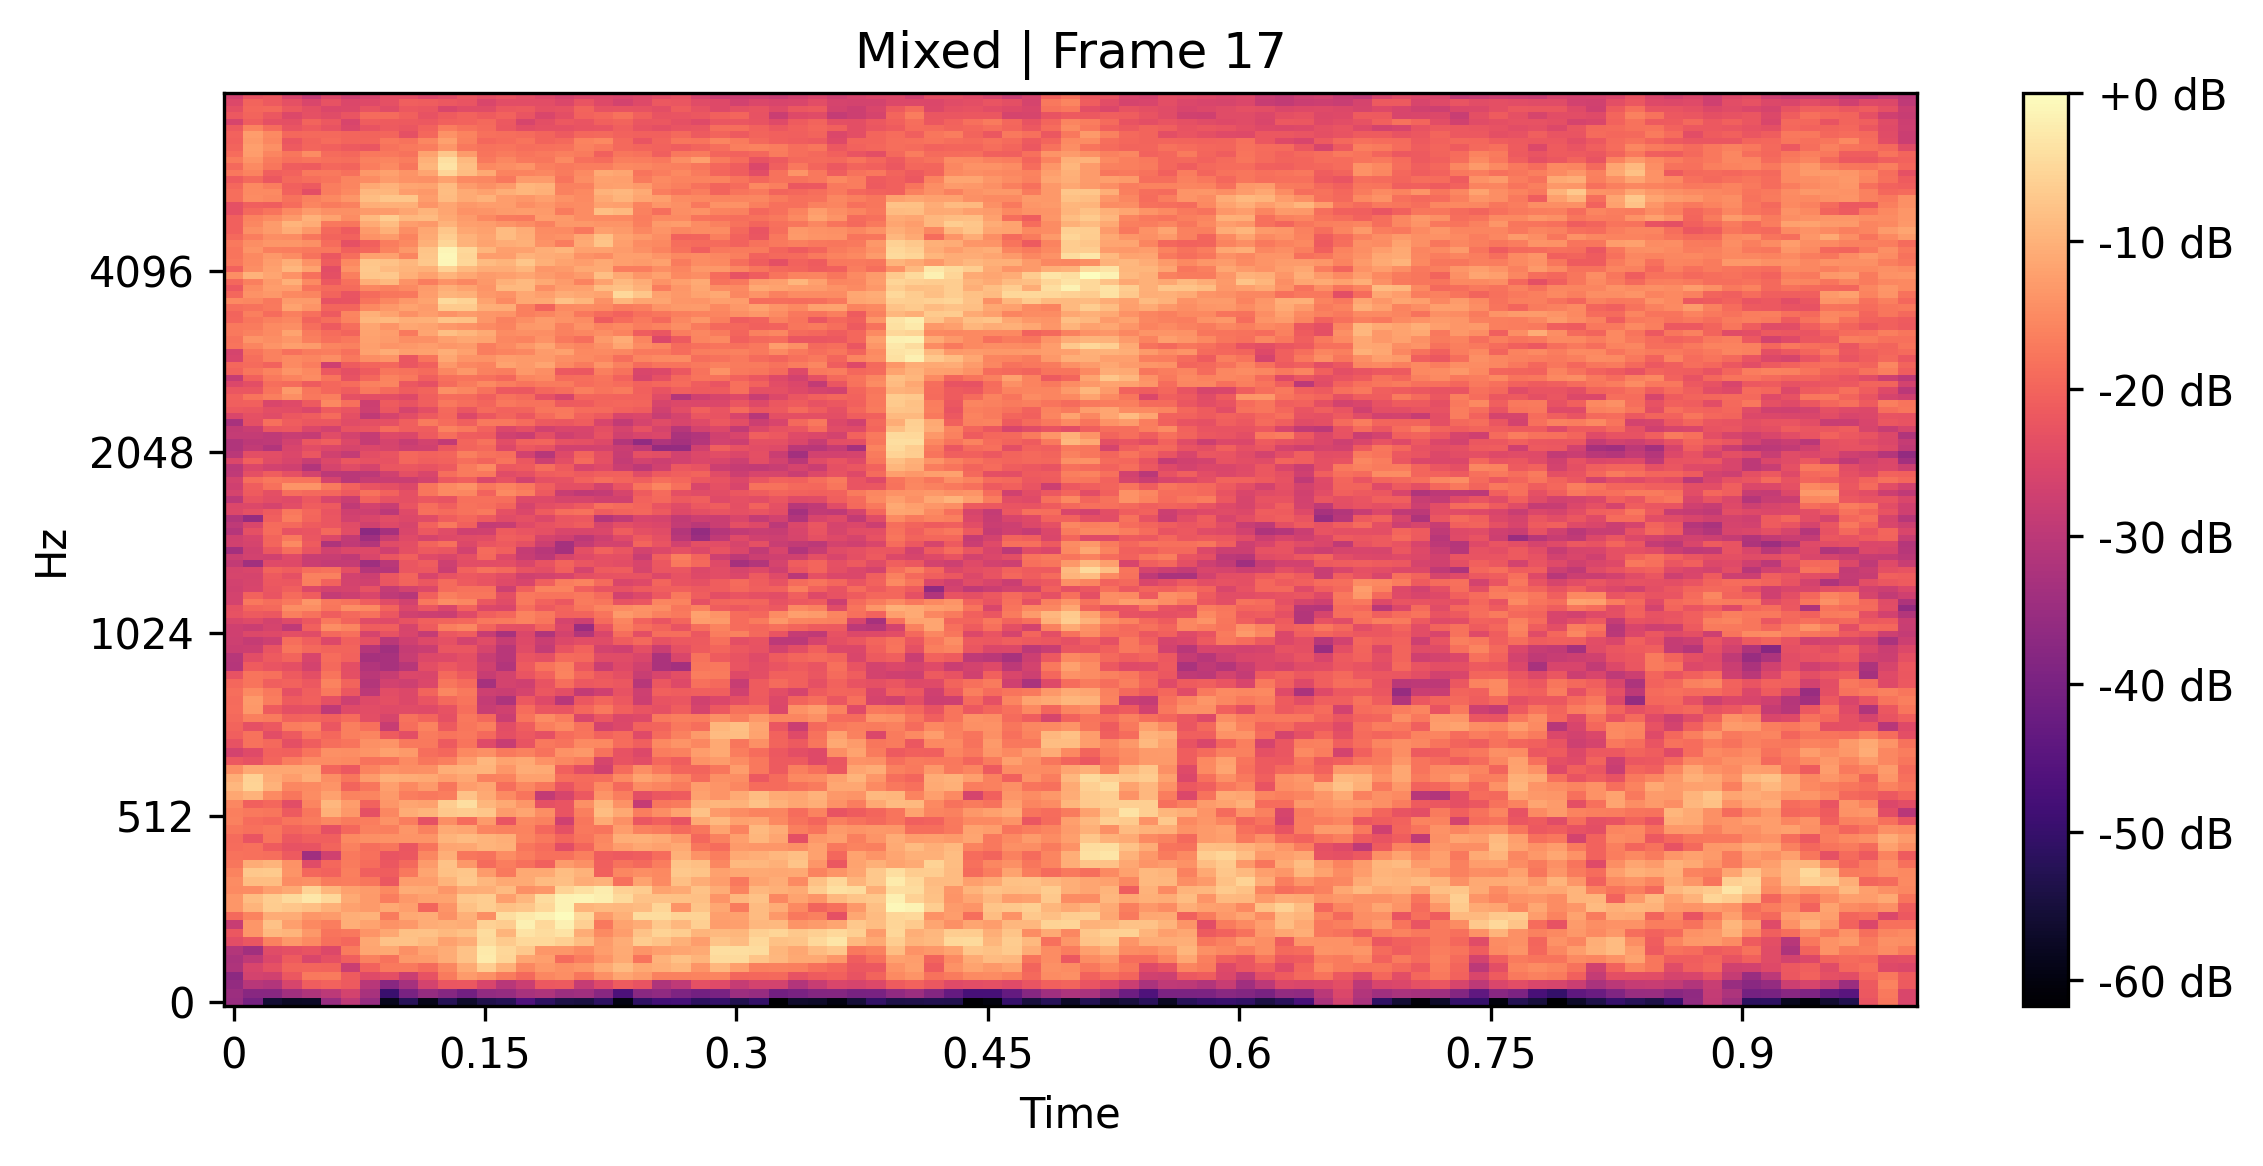 Mixed | Frame 17
+0 dB
-10 dB
-20 dB
-30 dB
-40 dB
-50 dB
-60 dB
Hz
4096
2048
1024
512
0
0 0.15 0.3 0.45 0.6 0.75 0.9
Time